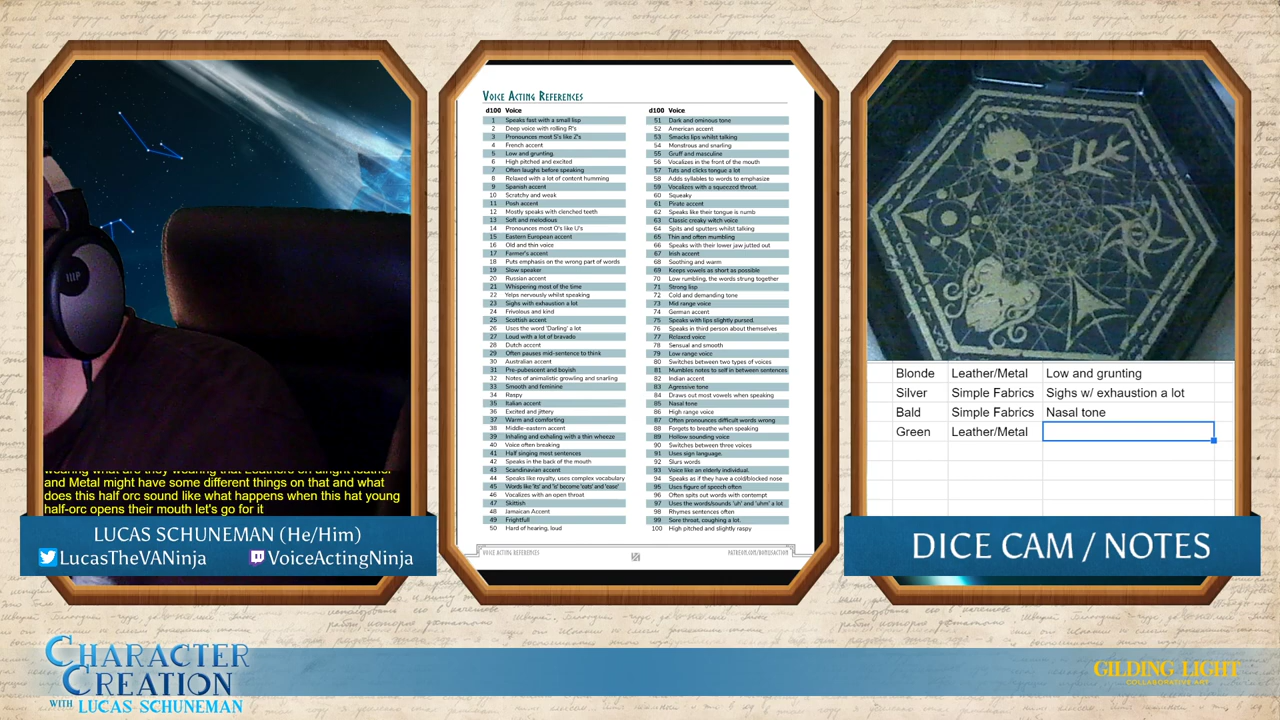 wearing what are they wearing that Leathers on alright leather
and Metal might have some different things on that and what
does this half orc sound like what happens when this hat young
half-orc opens their mouth let's go for it
LUCAS SCHUNEMAN (He/Him)
LucasTheVANinja VoiceActingNinja
CHARACTER
CREATION
WITH LUCAS SCHUNEMAN
VOICE ACTING REFERENCES
d100 Voice
1 Speaks fast with a small lisp
2 Deep voice with rolling R's
3 Pronounces most S's like Z's
4 French accent
5 Low and grunting.
6 High pitched and excited
7 Often laughs before speaking
8 Relaxed with a lot of content humming
9 Spanish accent
10 Scratchy and weak
11 Posh accent
12 Mostly speaks with clenched teeth
13 Soft and melodious
14 Pronounces most O's like U's
15 Eastern European accent
16 Old and thin voice
17 Farmer's accent
18 Puts emphasis on the wrong part of words
19 Slow speaker
20 Russian accent
21 Whispering most of the time
22 Yelps nervously whilst speaking
23 Sighs with exhaustion a lot
24 Frivolous and kind
25 Scottish accent
26 Uses the word 'Darling' a lot
27 Loud with a lot of bravado
28 Dutch accent
29 Often pauses mid-sentence to think
30 Australian accent
31 Pre-pubescent and boyish
32 Notes of animalistic growling and snarling
33 Smooth and feminine
34 Raspy
35 Italian accent
36 Excited and jittery
37 Warm and comforting
38 Middle-eastern accent
39 Inhaling and exhaling with a thin wheeze
40 Voice often breaking
41 Half singing most sentences
42 Speaks in the back of the mouth
43 Scandinavian accent
44 Speaks like royalty, uses complex vocabulary
45 Words like 'its' and 'is' become 'eats' and 'ease'
46 Vocalizes with an open throat
47 Skittish
48 Jamaican Accent
49 Frightful
50 Hard of hearing, loud
d100 Voice
51 Dark and ominous tone
52 American accent
53 Smacks lips whilst talking
54 Monstrous and snarling
55 Gruff and masculine
56 Vocalizes in the front of the mouth
57 Tuts and clicks tongue a lot
58 Adds syllables to words to emphasize
59 Vocalizes with a squeezed throat.
60 Squeaky
61 Pirate accent
62 Speaks like their tongue is numb
63 Classic creaky witch voice
64 Spits and sputters whilst talking
65 Thin and often mumbling
66 Speaks with their lower jaw jutted out
67 Irish accent
68 Soothing and warm
69 Keeps vowels as short as possible
70 Low rumbling, the words strung together
71 Strong lisp
72 Cold and demanding tone
73 Mid range voice
74 German accent
75 Speaks with lips slightly pursed.
76 Speaks in third person about themselves
77 Relaxed voice
78 Sensual and smooth
79 Low range voice
80 Switches between two types of voices
81 Mumbles notes to self in between sentences
82 Indian accent
83 Agressive tone
84 Draws out most vowels when speaking
85 Nasal tone
86 High range voice
87 Often pronounces difficult words wrong
88 Forgets to breathe when speaking
89 Hollow sounding voice
90 Switches between three voices
91 Uses sign language.
92 Slurs words
93 Voice like an elderly individual.
94 Speaks as if they have a cold/blocked nose
95 Uses figure of speech often
96 Often spits out words with contempt
97 Uses the words/sounds 'uh' and 'uhm' a lot
98 Rhymes sentences often
99 Sore throat, coughing a lot.
100 High pitched and slightly raspy
VOICE ACTING REFERENCES
PATREON.COM/BONUSACTION
Blonde Leather/Metal Low and grunting
Silver Simple Fabrics Sighs w/ exhaustion a lot
Bald Simple Fabrics Nasal tone
Green Leather/Metal
DICE CAM / NOTES
GILDING LIGHT
COLLABORATIVE ART